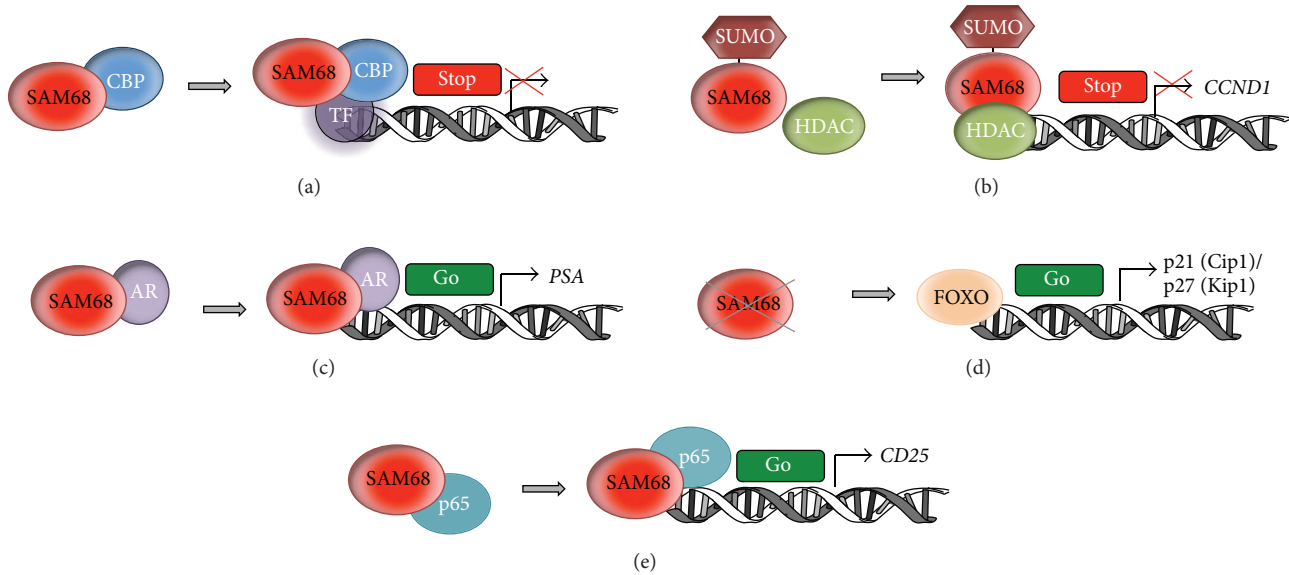 SAM68
CBP
SAM68
CBP
TF
Stop
(a)
SUMO
SAM68
HDAC
SUMO
SAM68
HDAC
Stop
CCND1
(b)
SAM68
AR
SAM68
AR
Go
PSA
(c)
SAM68
FOXO
Go
p21 (Cip1)/
p27 (Kip1)
(d)
SAM68
p65
SAM68
p65
Go
CD25
(e)